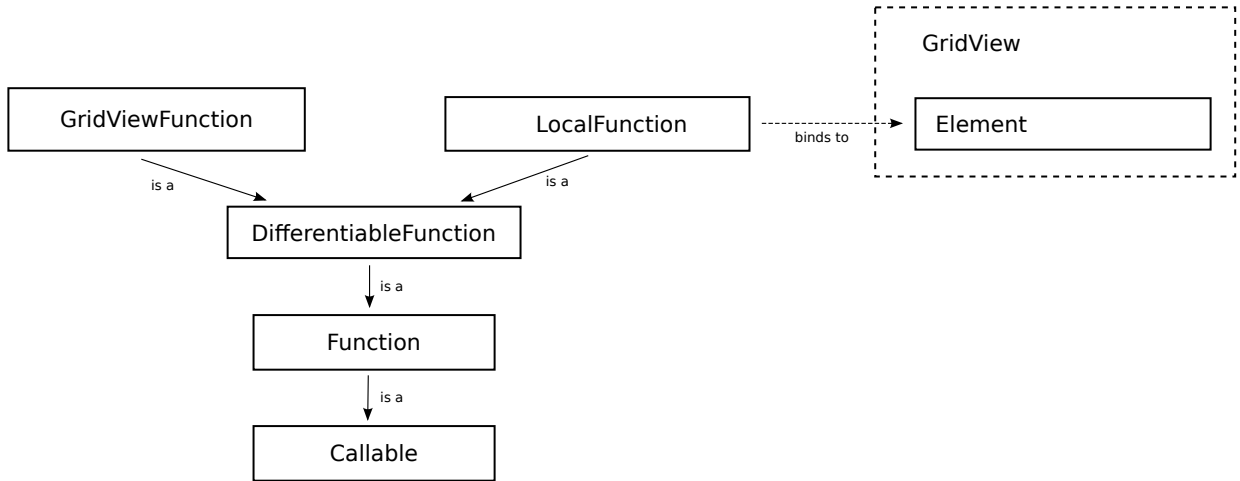 GridView
GridViewFunction
LocalFunction
binds to
Element
is a
is a
DifferentiableFunction
is a
Function
is a
Callable